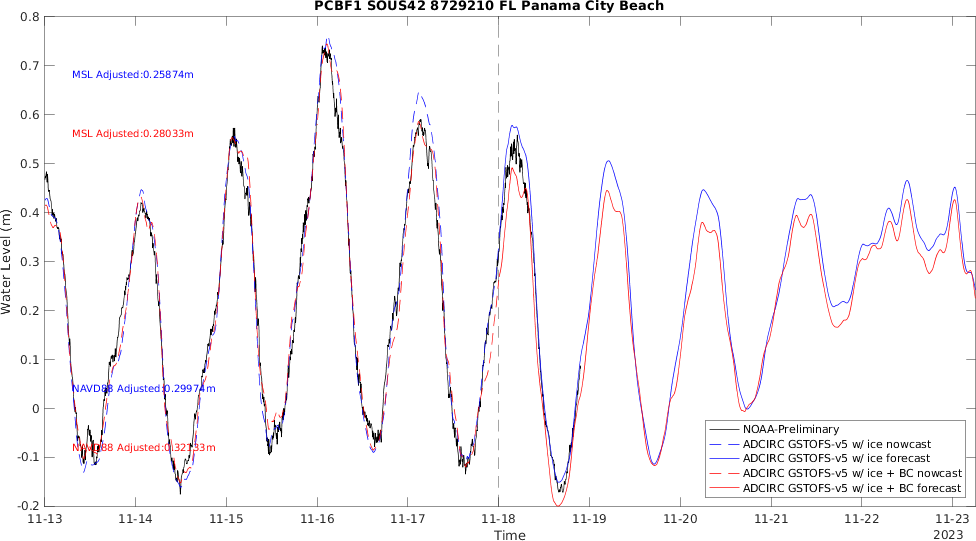 PCBF1 SOUS42 8729210 FL Panama City Beach
0.8
0.7
0.6
0.5
0.4
0.3
0.2
0.1
0
-0.1
-0.2
Water Level (m)
MSL Adjusted:0.25874m
MSL Adjusted:0.28033m
NAVD88 Adjusted:0.29974m
NAVD88 Adjusted:0.32133m
NOAA-Preliminary
ADCIRC GSTOFS-v5 w/ ice nowcast
ADCIRC GSTOFS-v5 w/ ice forecast
ADCIRC GSTOFS-v5 w/ ice + BC nowcast
ADCIRC GSTOFS-v5 w/ ice + BC forecast
11-13 11-14 11-15 11-16 11-17 11-18 11-19 11-20 11-21 11-22 11-23
Time
2023